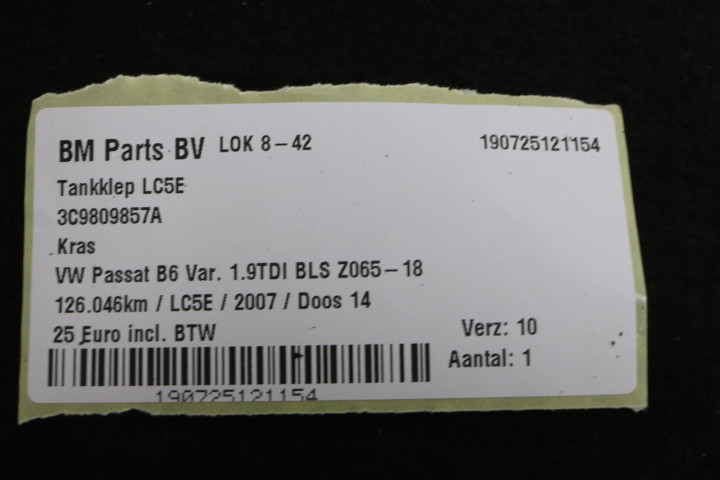 BM Parts BV LOK 8-42 190725121154
Tankklep LC5E
3C9809857A
Kras
VW Passat B6 Var. 1.9TDI BLS Z065-18
126.046km / LC5E / 2007 / Doos 14
25 Euro incl. BTW Verz: 10
Aantal: 1
190725121154